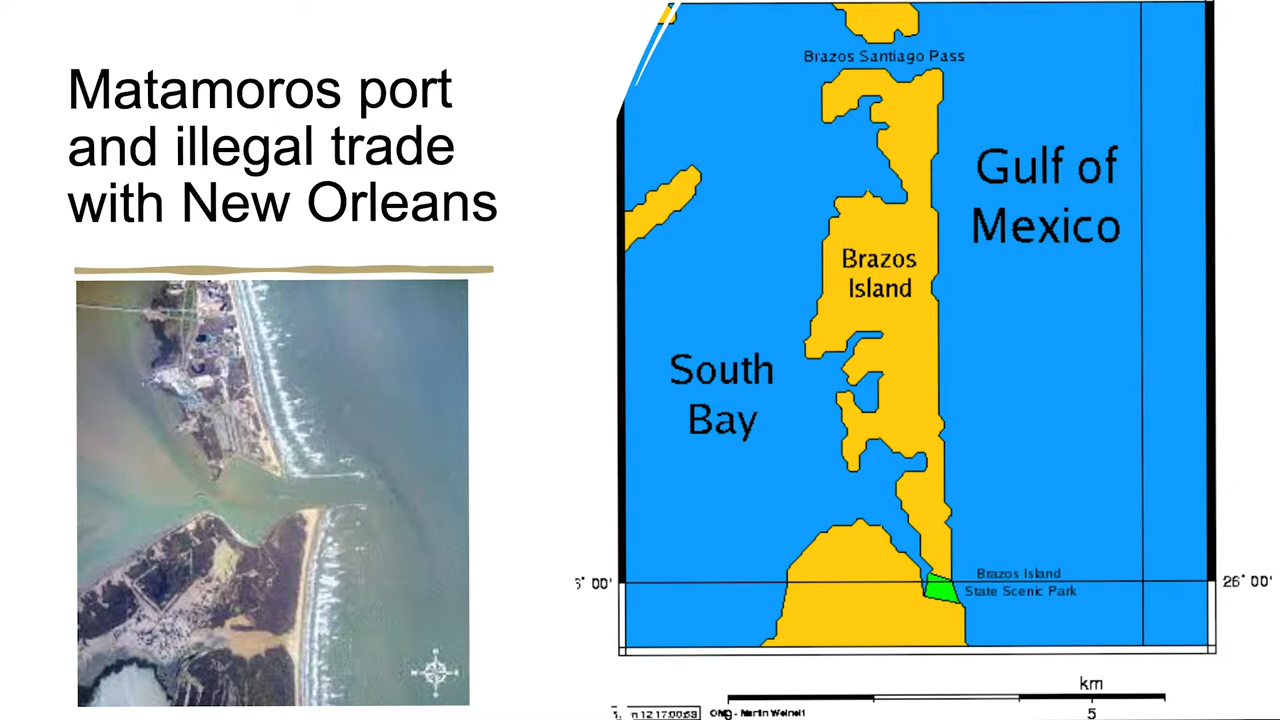 Matamoros port
and illegal trade
with New Orleans
Brazos Santiago Pass
Gulf of
Mexico
Brazos
Island
South
Bay
Brazos Island
State Scenic Park
26° 00'
km
5